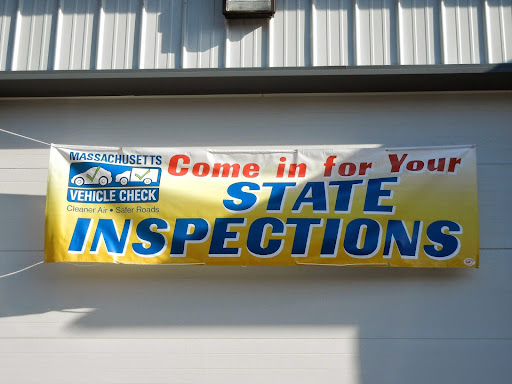 MASSACHUSETTS
VEHICLE CHECK
Cleaner Air • Safer Roads
Come in for Your
STATE
INSPECTIONS